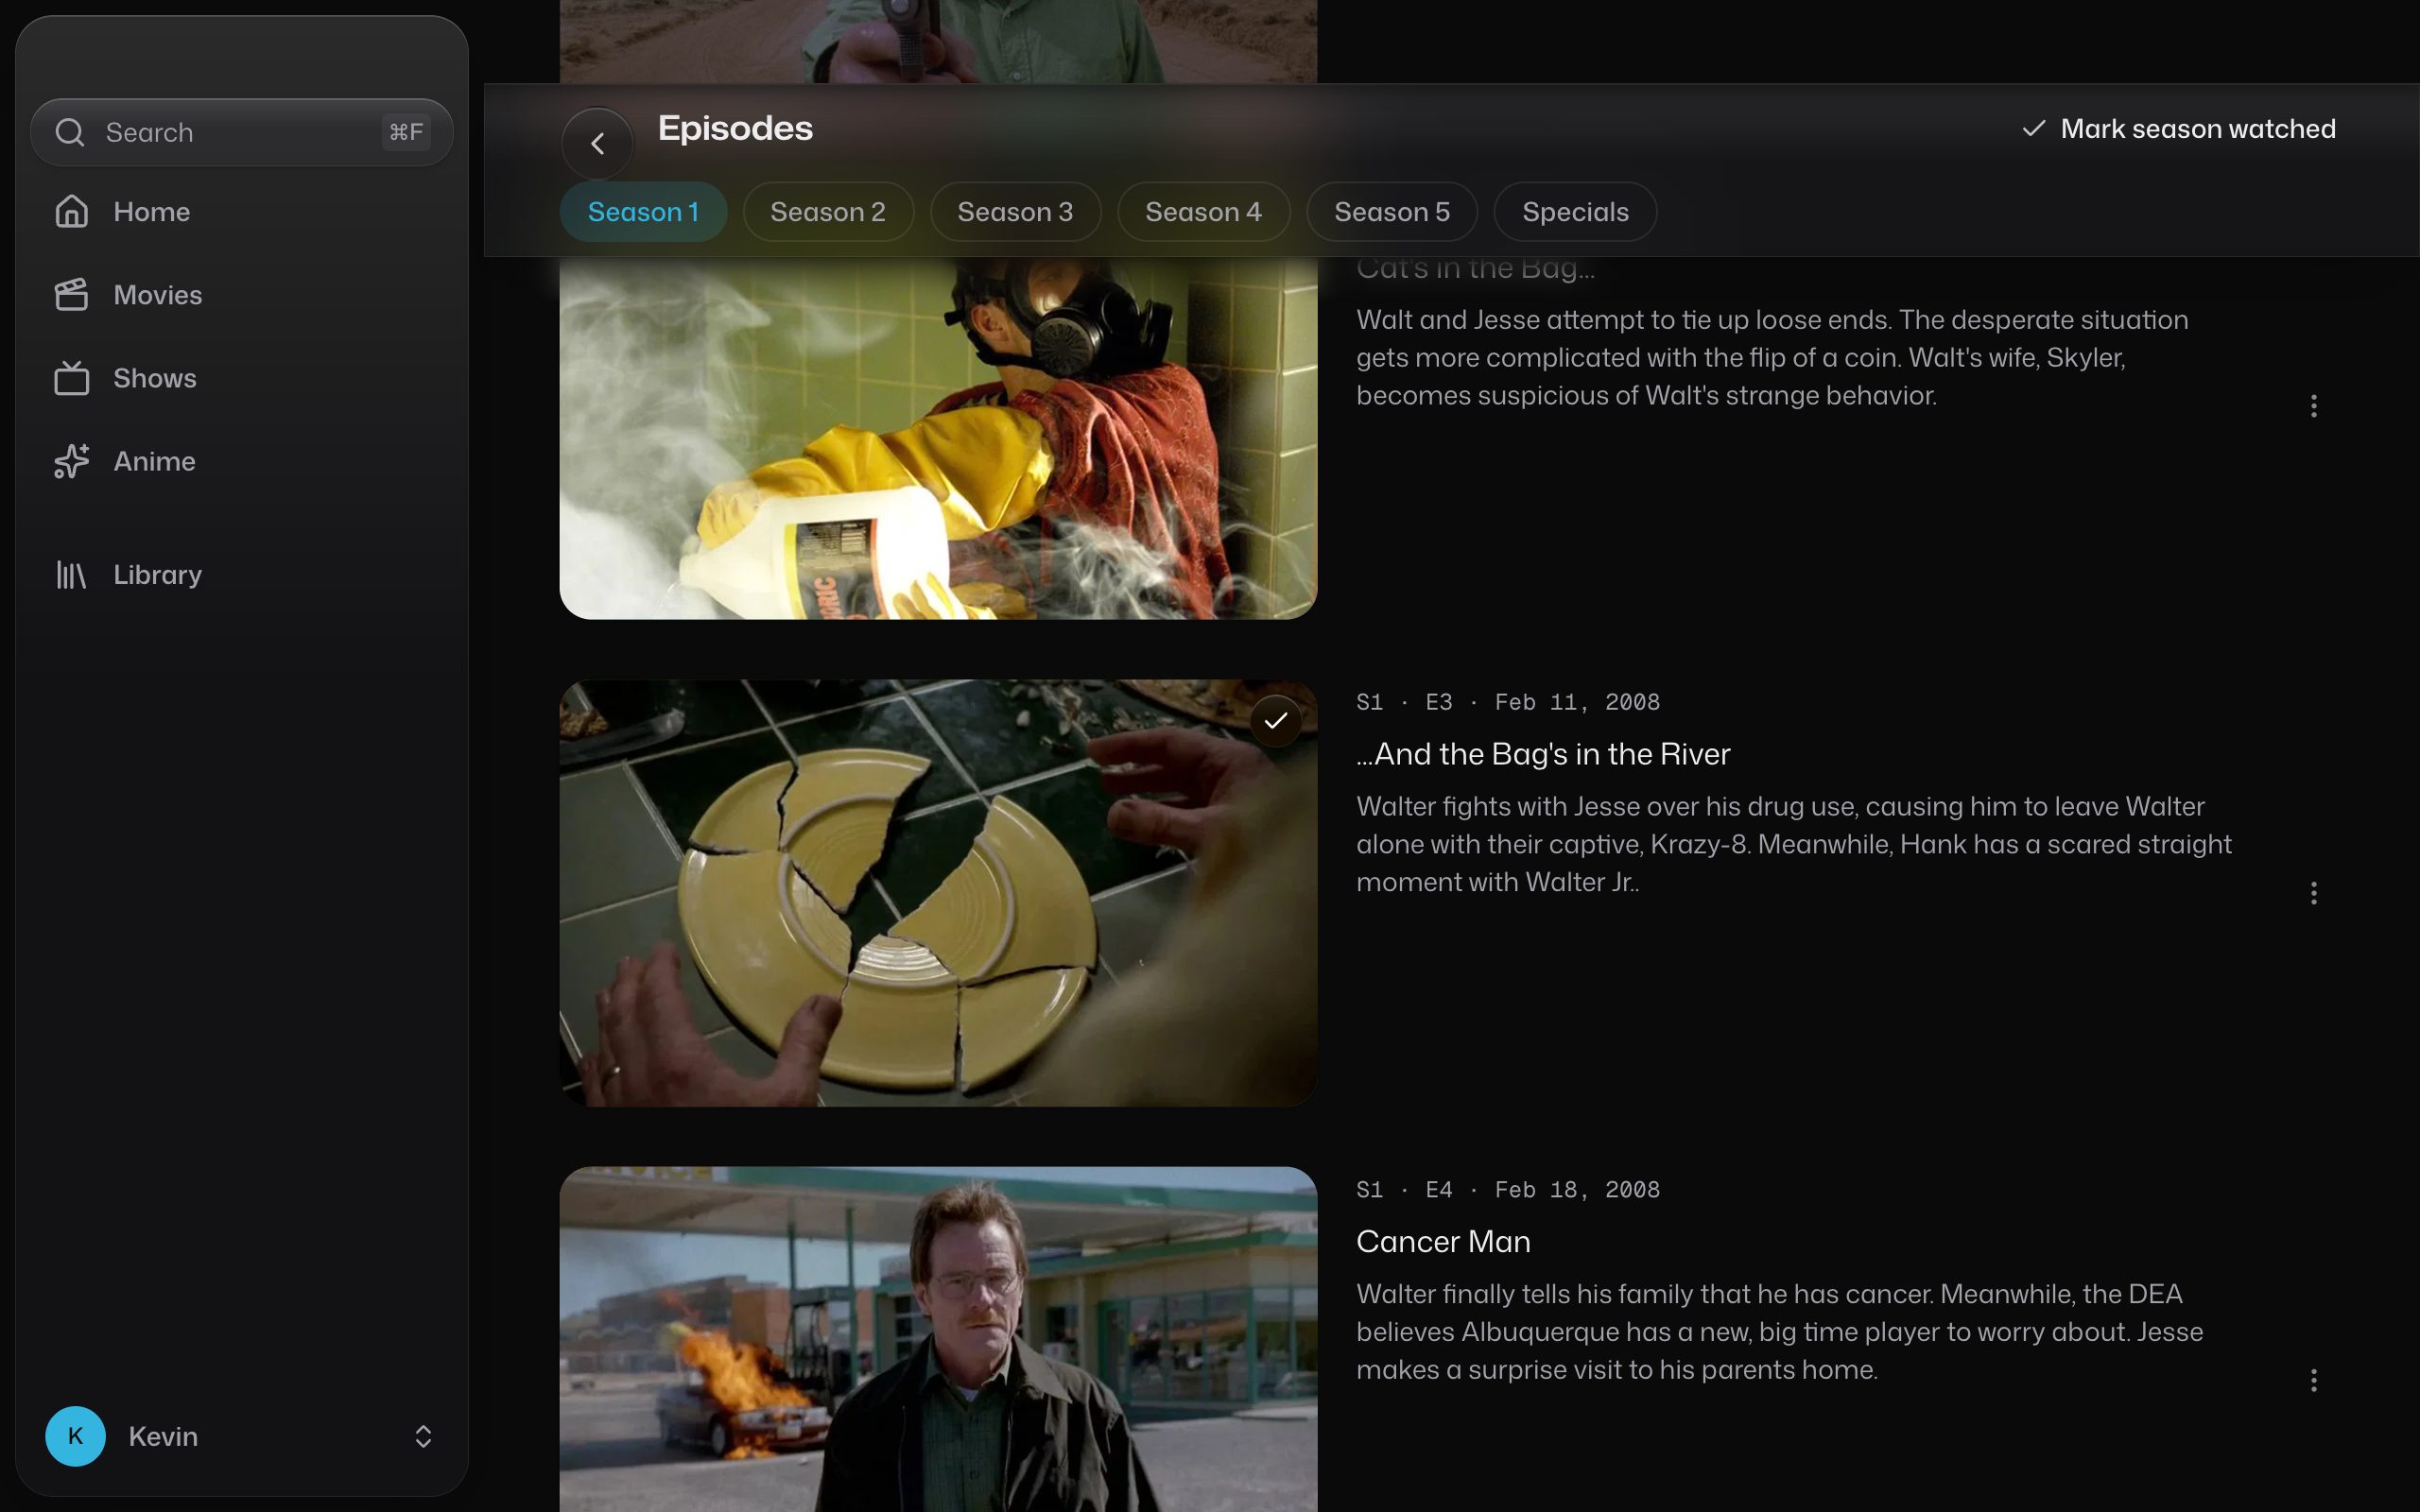 Search
⌘F
Home
Movies
Shows
Anime
Library
K
Kevin
Episodes
Mark season watched
Season 1
Season 2
Season 3
Season 4
Season 5
Specials
Cat's in the Bag...
Walt and Jesse attempt to tie up loose ends. The desperate situation
gets more complicated with the flip of a coin. Walt's wife, Skyler,
becomes suspicious of Walt's strange behavior.
S1 · E3 · Feb 11, 2008
...And the Bag's in the River
Walter fights with Jesse over his drug use, causing him to leave Walter
alone with their captive, Krazy-8. Meanwhile, Hank has a scared straight
moment with Walter Jr..
S1 · E4 · Feb 18, 2008
Cancer Man
Walter finally tells his family that he has cancer. Meanwhile, the DEA
believes Albuquerque has a new, big time player to worry about. Jesse
makes a surprise visit to his parents home.